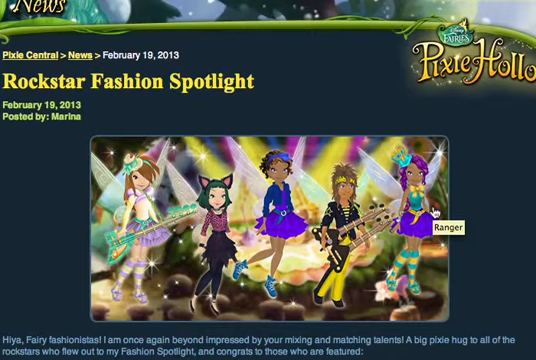 News
Disney
FAIRIES
Pixie Hollo
Pixie Central > News > February 19, 2013
Rockstar Fashion Spotlight
February 19, 2013
Posted by: Marina
Ranger
Hiya, Fairy fashionistas! I am once again beyond impressed by your mixing and matching talents! A big pixie hug to all of the
rockstars who flew out to my Fashion Spotlight, and congrats to those who are featured: